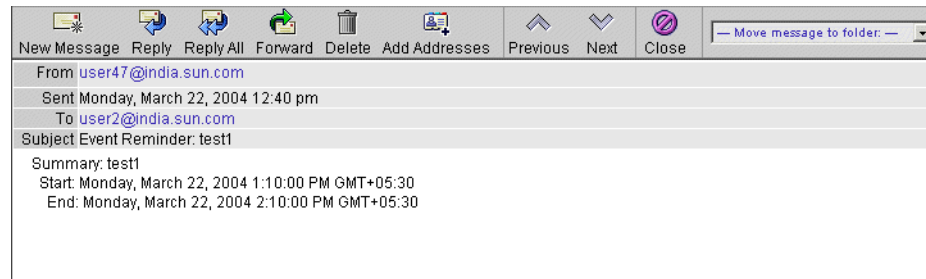 New Message Reply Reply All Forward Delete Add Addresses Previous Next Close — Move message to folder: —
From user47@india.sun.com
Sent Monday, March 22, 2004 12:40 pm
To user2@india.sun.com
Subject Event Reminder: test1
Summary: test1
Start: Monday, March 22, 2004 1:10:00 PM GMT+05:30
End: Monday, March 22, 2004 2:10:00 PM GMT+05:30